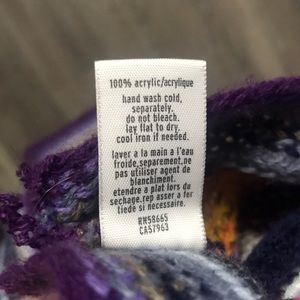 100% acrylic/acrylique
hand wash cold,
separately.
do not bleach.
lay flat to dry.
cool iron if needed.
laver a la main a l'eau
froide,separement,ne
pas utiliser agent de
blanchiment.
etendre a plat lors du
sechage.rep asser a fer
tiedé si necessaire.
RN58665
CA57963